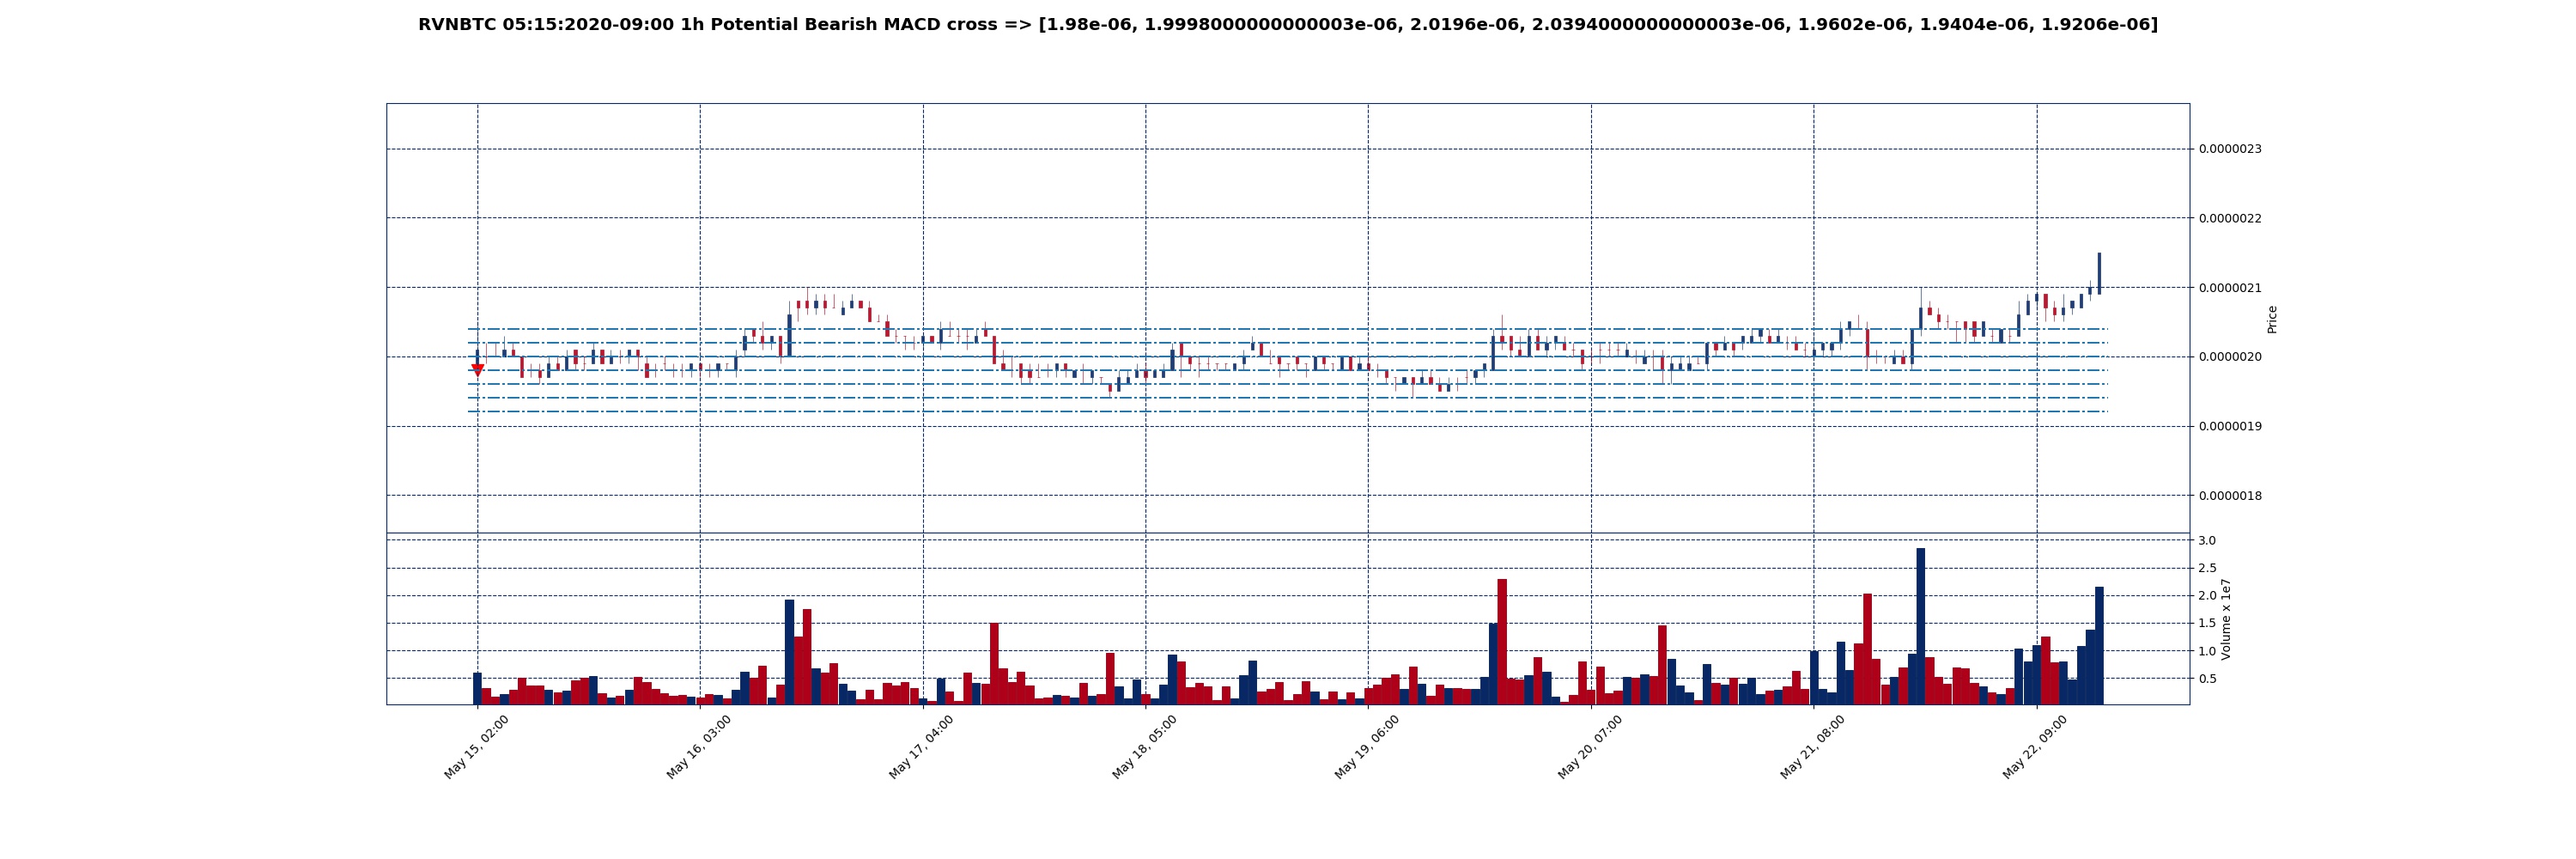 RVNBTC 05:15:2020-09:00 1h Potential Bearish MACD cross => [1.98e-06, 1.9998000000000003e-06, 2.0196e-06, 2.0394000000000003e-06, 1.9602e-06, 1.9404e-06, 1.9206e-06]
0.0000023
0.0000022
0.0000021
0.0000020
0.0000019
0.0000018
Price
3.0
2.5
2.0
1.5
1.0
0.5
Volume x 1e7
May 15, 02:00
May 16, 03:00
May 17, 04:00
May 18, 05:00
May 19, 06:00
May 20, 07:00
May 21, 08:00
May 22, 09:00